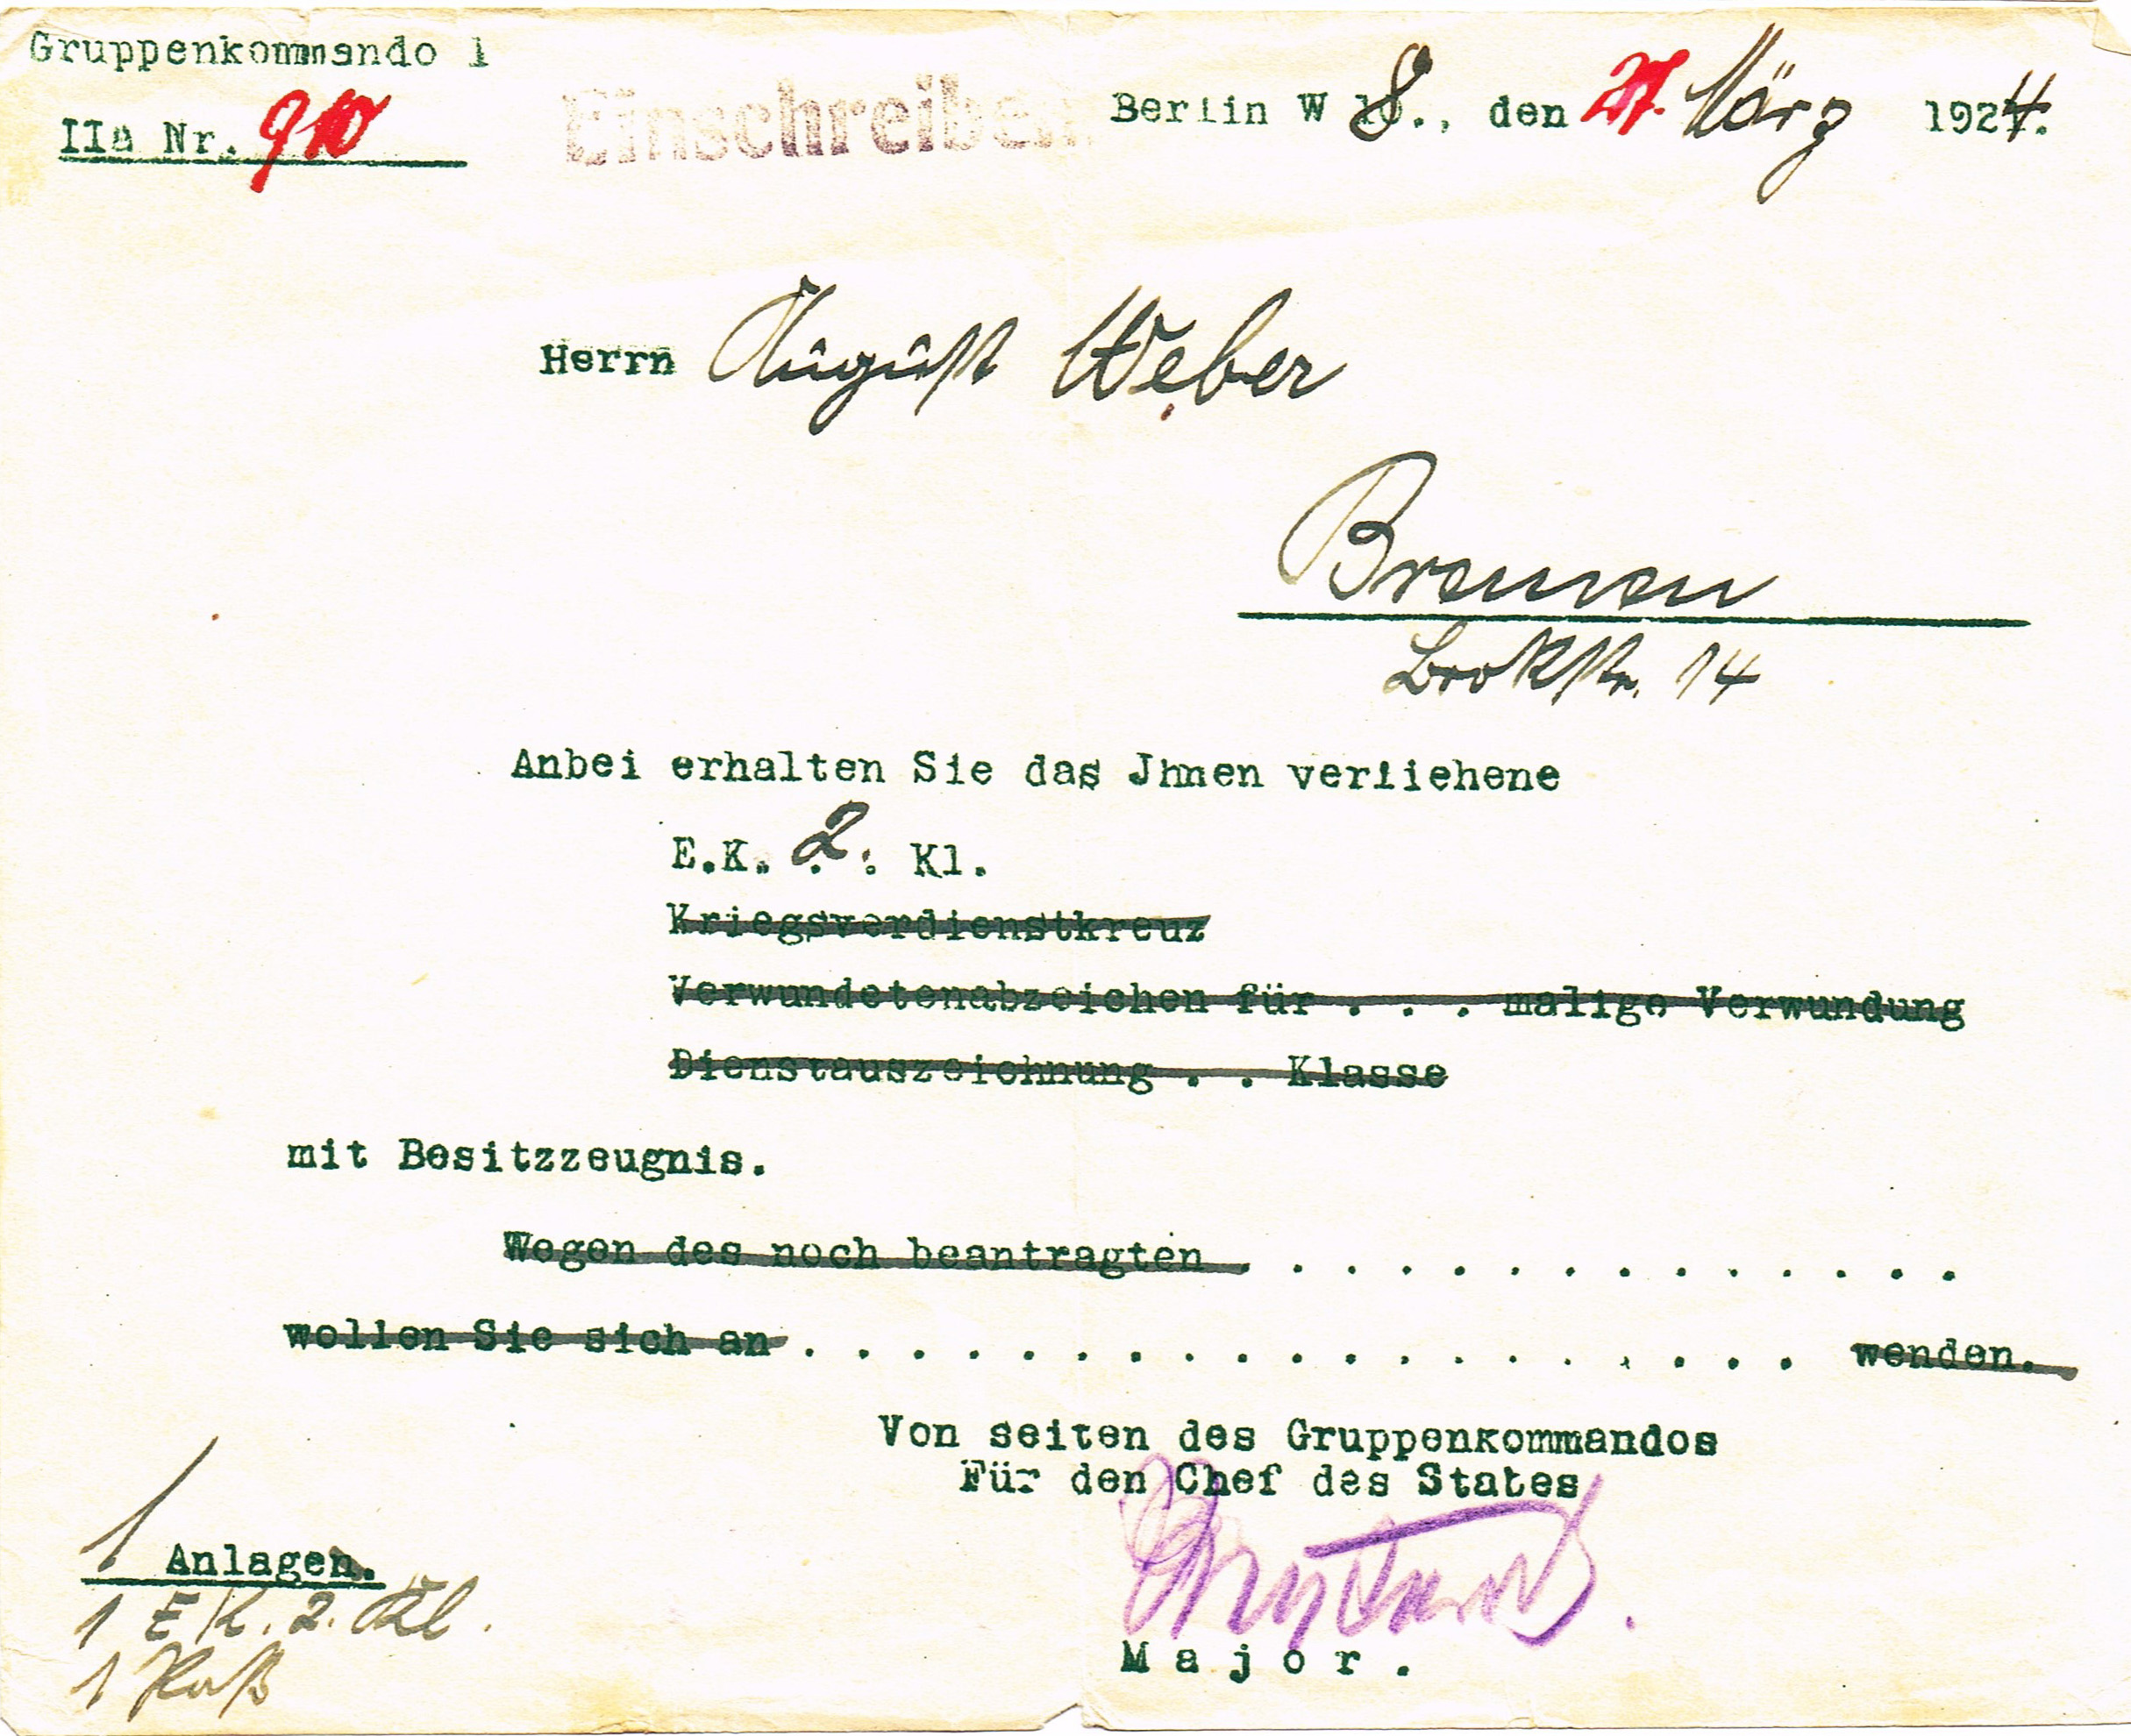 Gruppenkommando 1
IIa Nr. 910
Einschreiben
Berlin W 8., den 27. März 1924.
Herrn August Weber
Bremen
Brokstr. 14
Anbei erhalten Sie das Jhnen verliehene
E.K. 2. Kl.
Kriegsverdienstkreuz
Verwundetenabzeichen für . . . malige Verwundung
Dienstauszeichnung . . Klasse
mit Besitzzeugnis.
Wegen des noch beantragten . . . . . . . . . . . . . .
wollen Sie sich an . . . . . . . . . . . . . . . . . . . wenden.
Von seiten des Gruppenkommandos
Für den Chef des Stabes
Major.
1 Anlagen.
1 E.K. 2. Kl.
1